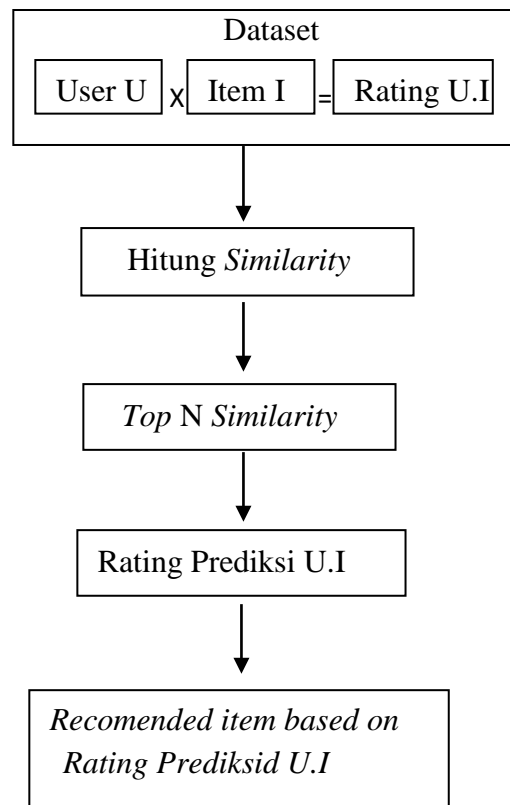 Dataset
User U X Item I = Rating U.I
Hitung Similarity
Top N Similarity
Rating Prediksi U.I
Recomended item based on
Rating Prediksid U.I